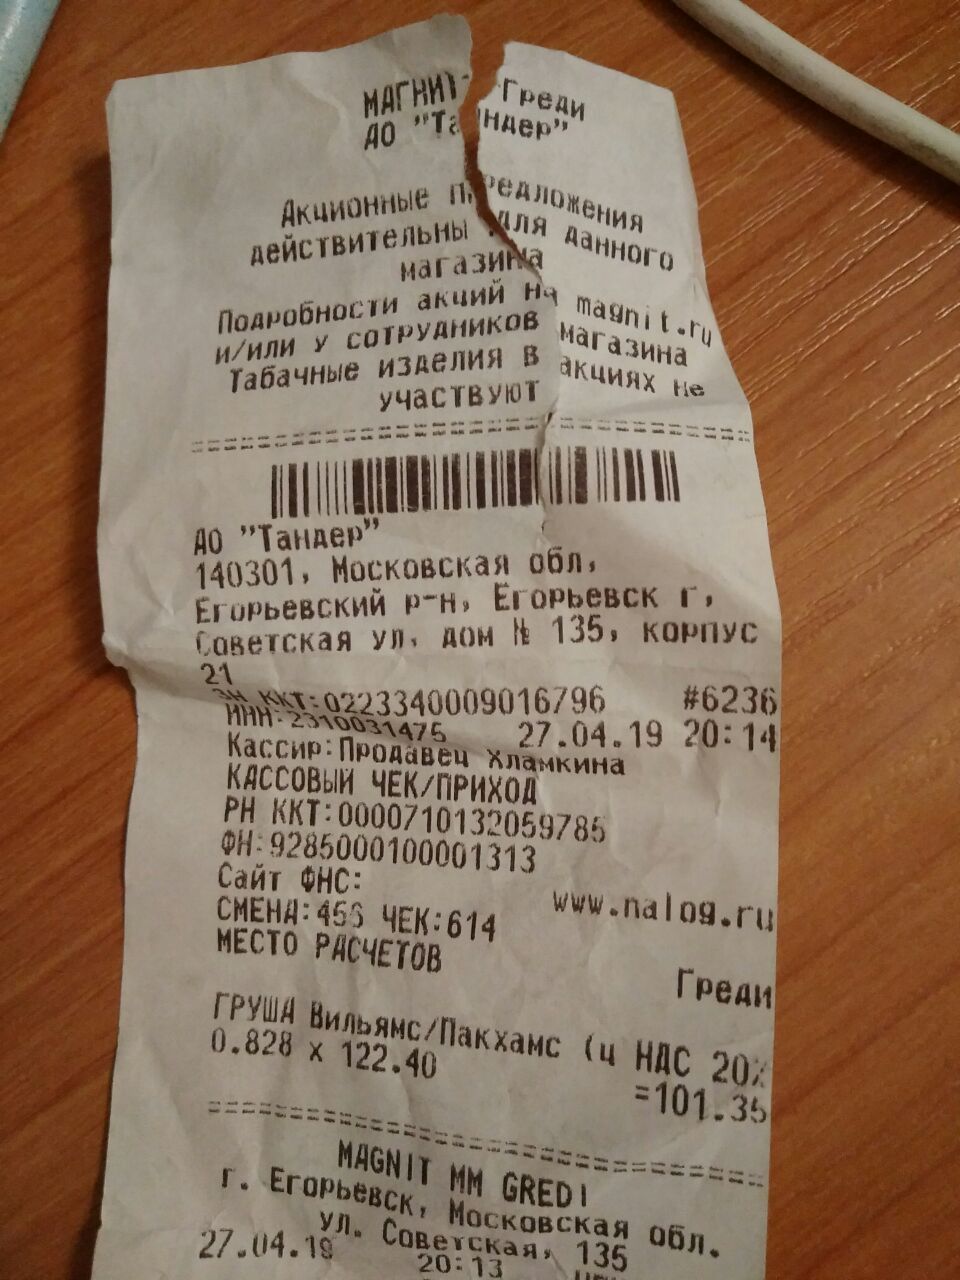 МАГНИТ Греди
АО "Тандер"
Акционные предложения
действительны для данного
магазина
Подробности акций на magnit.ru
и/или у сотрудников магазина
Табачные изделия в акциях не
участвуют
АО "Тандер"
140301, Московская обл,
Егорьевский р-н, Егорьевск г,
Советская ул, дом № 135, корпус
21
ЗН ККТ:0223340009016796 #6236
ИНН:2310031475 27.04.19 20:14
Кассир:Продавец Хламкина
КАССОВЫЙ ЧЕК/ПРИХОД
РН ККТ:0000710132059785
ФН:9285000100001313
Сайт ФНС: www.nalog.ru
СМЕНА: ЧЕК:614
МЕСТО РАСЧЕТОВ Греди
ГРУША Вильямс/Пакхамс (ц НДС 20%
0.828 x 122.40 =101.35
MAGNIT MM GREDI
г. Егорьевск, Московская обл.
ул. Советская, 135
27.04.19 20:13